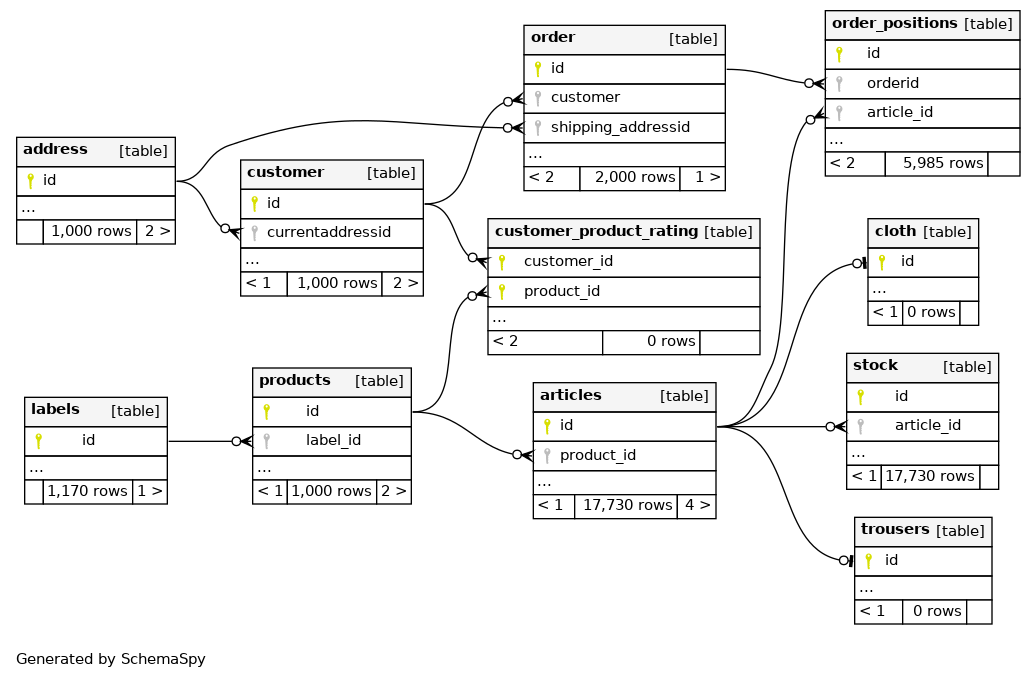 address [table]
id
...
1,000 rows 2 >
customer [table]
id
currentaddressid
...
< 1 1,000 rows 2 >
labels [table]
id
...
1,170 rows 1 >
products [table]
id
label_id
...
< 1 1,000 rows 2 >
order [table]
id
customer
shipping_addressid
...
< 2 2,000 rows 1 >
customer_product_rating [table]
customer_id
product_id
...
< 2 0 rows
articles [table]
id
product_id
...
< 1 17,730 rows 4 >
order_positions [table]
id
orderid
article_id
...
< 2 5,985 rows
cloth [table]
id
...
< 1 0 rows
stock [table]
id
article_id
...
< 1 17,730 rows
trousers [table]
id
...
< 1 0 rows
Generated by SchemaSpy